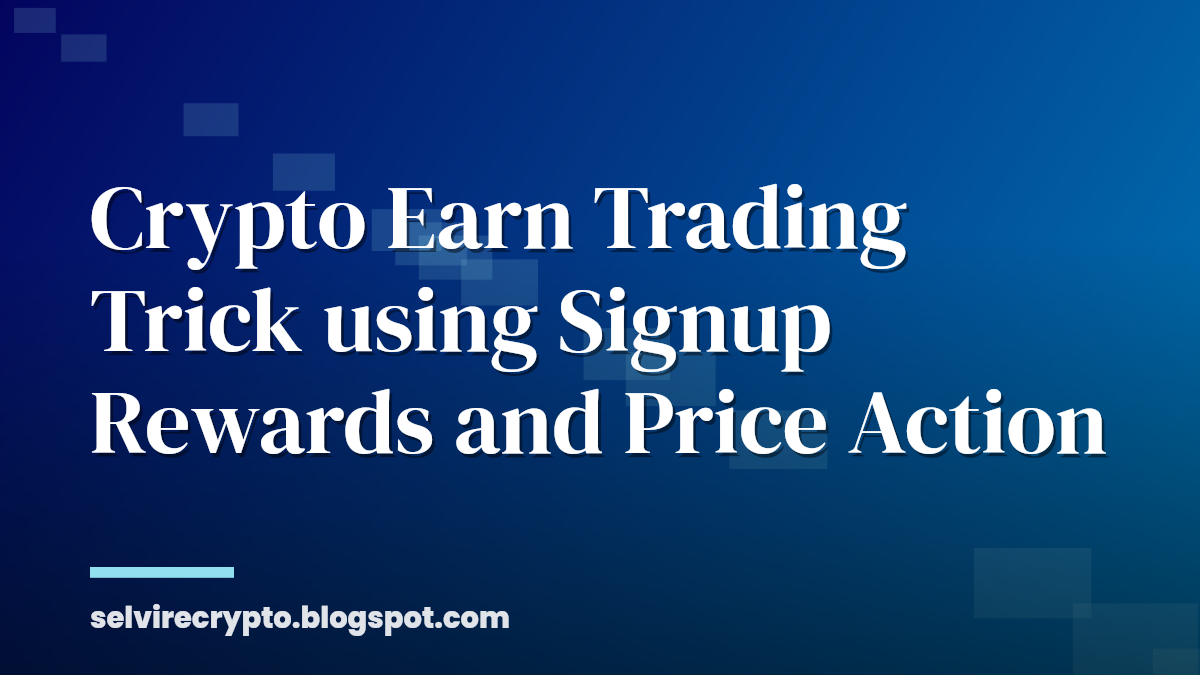 Crypto Earn Trading
Trick using Signup
Rewards and Price Action
selvirecrypto.blogspot.com